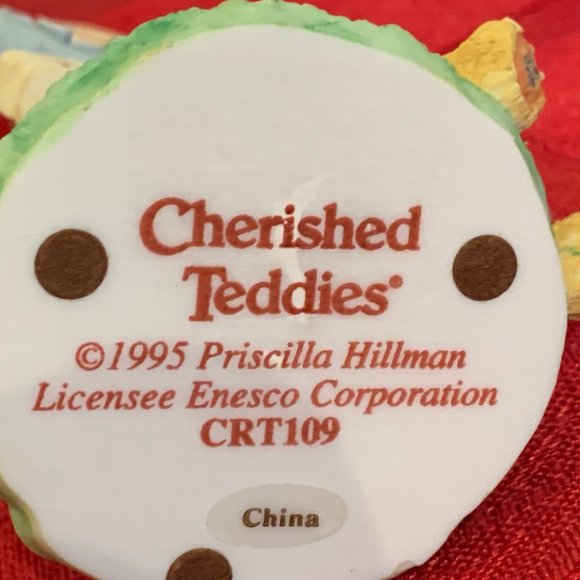 Cherished
Teddies®
©1995 Priscilla Hillman
Licensee Enesco Corporation
CRT109
China